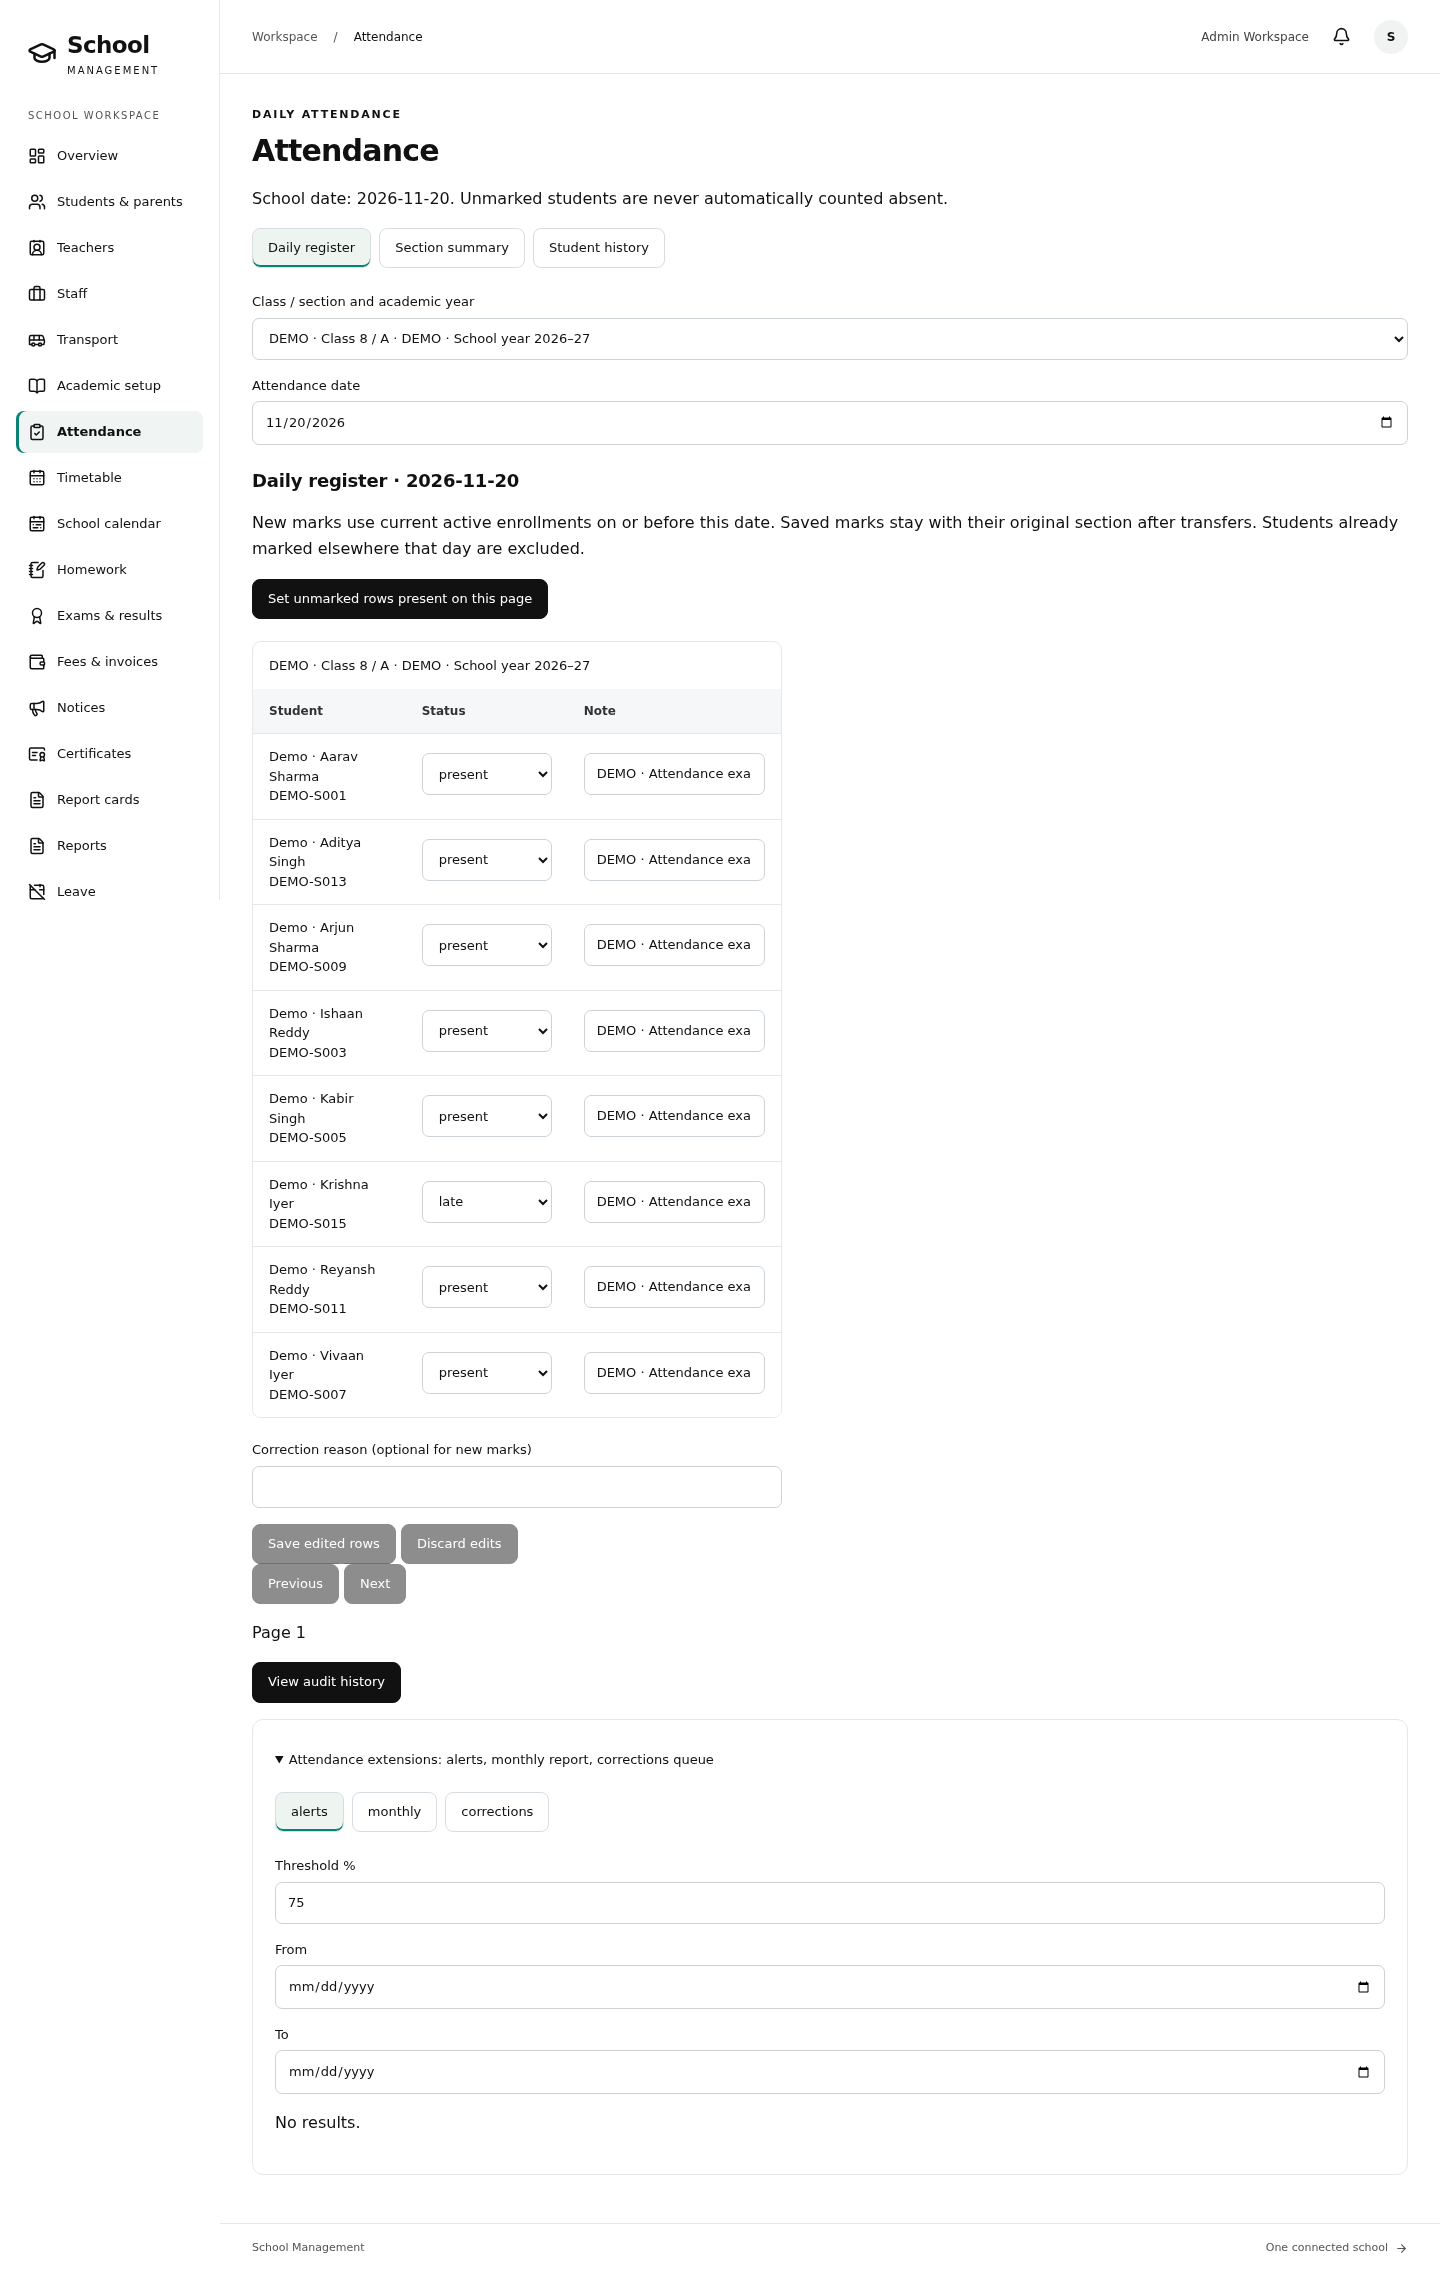 School
MANAGEMENT
SCHOOL WORKSPACE
Overview
Students & parents
Teachers
Staff
Transport
Academic setup
Attendance
Timetable
School calendar
Homework
Exams & results
Fees & invoices
Notices
Certificates
Report cards
Reports
Leave
Workspace / Attendance
Admin Workspace
S
DAILY ATTENDANCE
Attendance
School date: 2026-11-20. Unmarked students are never automatically counted absent.
Daily register Section summary Student history
Class / section and academic year
DEMO · Class 8 / A · DEMO · School year 2026–27
Attendance date
11/20/2026
Daily register · 2026-11-20
New marks use current active enrollments on or before this date. Saved marks stay with their original section after transfers. Students already
marked elsewhere that day are excluded.
Set unmarked rows present on this page
DEMO · Class 8 / A · DEMO · School year 2026–27
Student Status Note
Demo · Aarav
Sharma
DEMO-S001
present
DEMO · Attendance exa
Demo · Aditya
Singh
DEMO-S013
present
DEMO · Attendance exa
Demo · Arjun
Sharma
DEMO-S009
present
DEMO · Attendance exa
Demo · Ishaan
Reddy
DEMO-S003
present
DEMO · Attendance exa
Demo · Kabir
Singh
DEMO-S005
present
DEMO · Attendance exa
Demo · Krishna
Iyer
DEMO-S015
late
DEMO · Attendance exa
Demo · Reyansh
Reddy
DEMO-S011
present
DEMO · Attendance exa
Demo · Vivaan
Iyer
DEMO-S007
present
DEMO · Attendance exa
Correction reason (optional for new marks)
Save edited rows Discard edits
Previous Next
Page 1
View audit history
Attendance extensions: alerts, monthly report, corrections queue
alerts monthly corrections
Threshold %
75
From
mm/dd/yyyy
To
mm/dd/yyyy
No results.
School Management
One connected school